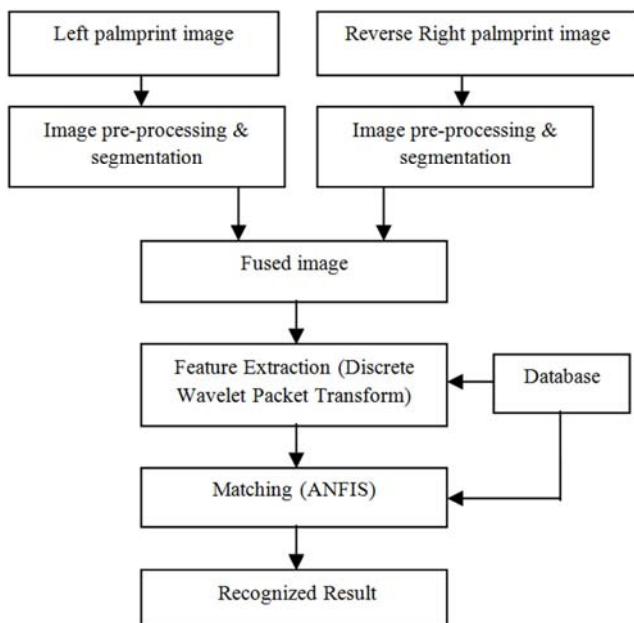 Left palmprint image
Reverse Right palmprint image
Image pre-processing &
segmentation
Image pre-processing &
segmentation
Fused image
Feature Extraction (Discrete
Wavelet Packet Transform)
Database
Matching (ANFIS)
Recognized Result